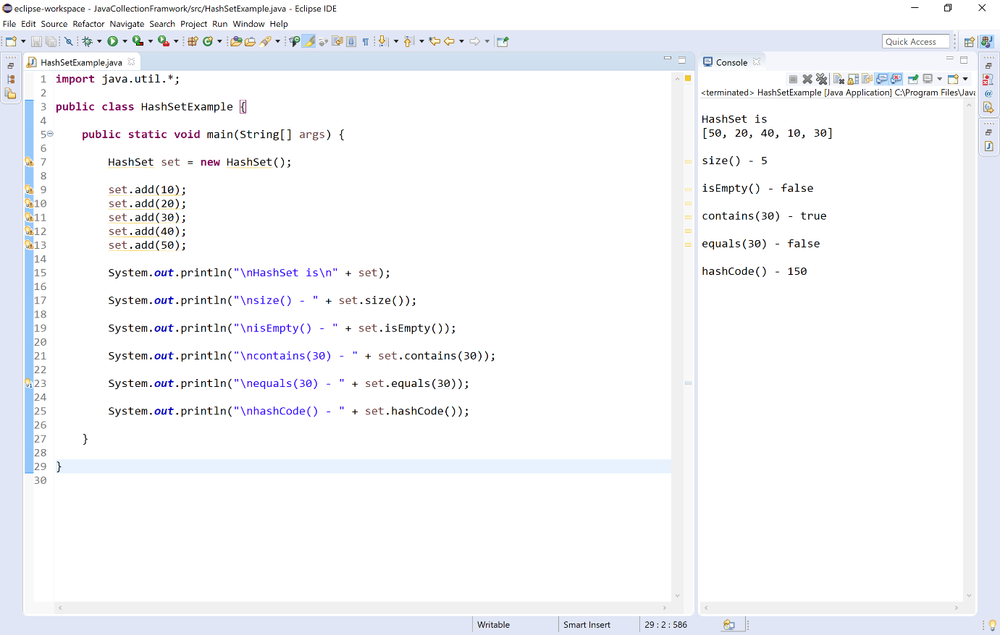 eclipse-workspace - JavaCollectionFramwork/src/HashSetExample.java - Eclipse IDE
File Edit Source Refactor Navigate Search Project Run Window Help
Quick Access
HashSetExample.java
1 import java.util.*;
2
3 public class HashSetExample {
4
5 public static void main(String[] args) {
6
7 HashSet set = new HashSet();
8
9 set.add(10);
10 set.add(20);
11 set.add(30);
12 set.add(40);
13 set.add(50);
14
15 System.out.println("\nHashSet is\n" + set);
16
17 System.out.println("\nsize() - " + set.size());
18
19 System.out.println("\nisEmpty() - " + set.isEmpty());
20
21 System.out.println("\ncontains(30) - " + set.contains(30));
22
23 System.out.println("\nequals(30) - " + set.equals(30));
24
25 System.out.println("\nhashCode() - " + set.hashCode());
26
27 }
28
29 }
30
Console
<terminated> HashSetExample [Java Application] C:\Program Files\Java
HashSet is
[50, 20, 40, 10, 30]
size() - 5
isEmpty() - false
contains(30) - true
equals(30) - false
hashCode() - 150
Writable
Smart Insert
29 : 2 : 586